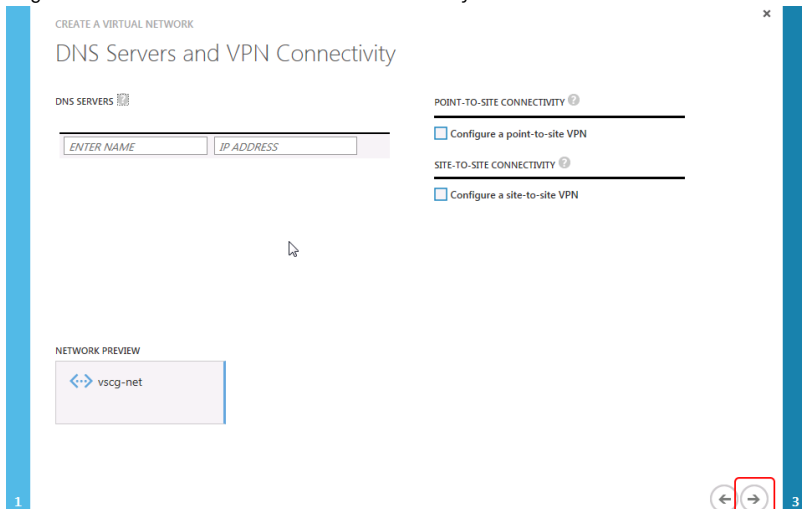 CREATE A VIRTUAL NETWORK
×
DNS Servers and VPN Connectivity
DNS SERVERS ?
ENTER NAME
IP ADDRESS
POINT-TO-SITE CONNECTIVITY ?
Configure a point-to-site VPN
SITE-TO-SITE CONNECTIVITY ?
Configure a site-to-site VPN
NETWORK PREVIEW
vscg-net
1
3